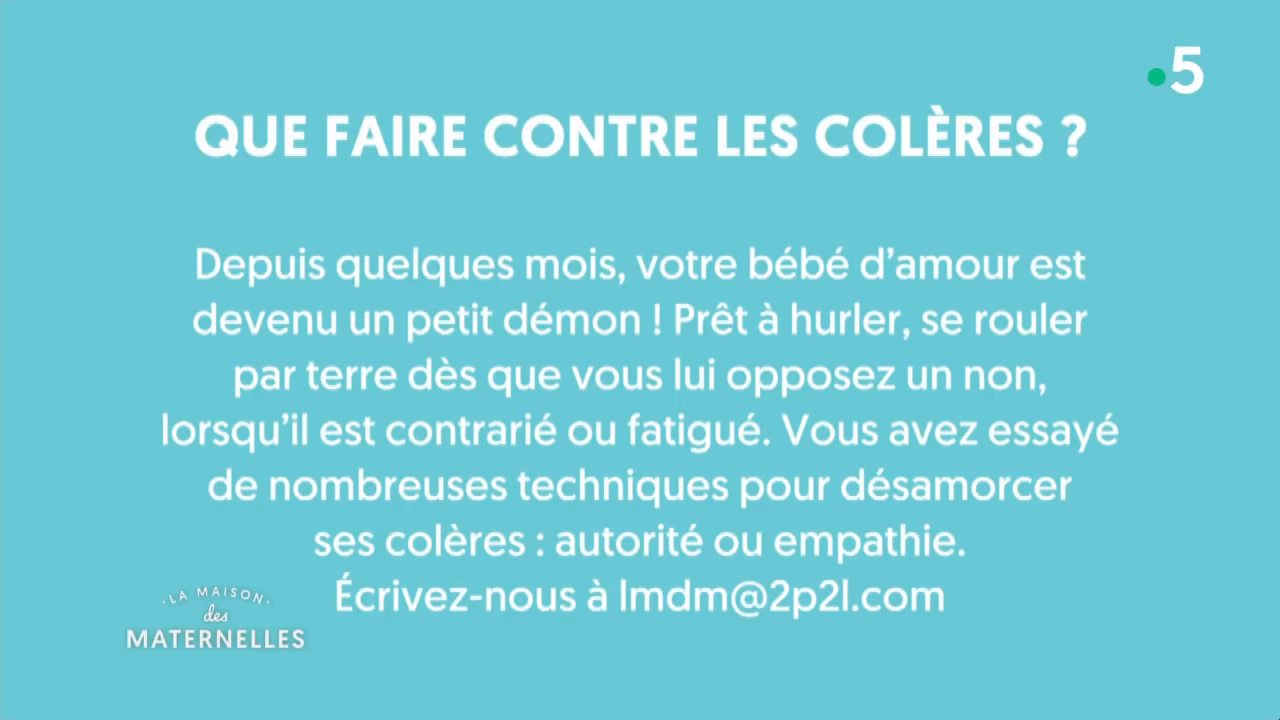 5
QUE FAIRE CONTRE LES COLÈRES ?
Depuis quelques mois, votre bébé d’amour est
devenu un petit démon ! Prêt à hurler, se rouler
par terre dès que vous lui opposez un non,
lorsqu’il est contrarié ou fatigué. Vous avez essayé
de nombreuses techniques pour désamorcer
ses colères : autorité ou empathie.
Écrivez-nous à lmdm@2p2l.com
·LA MAISON·
des
MATERNELLES